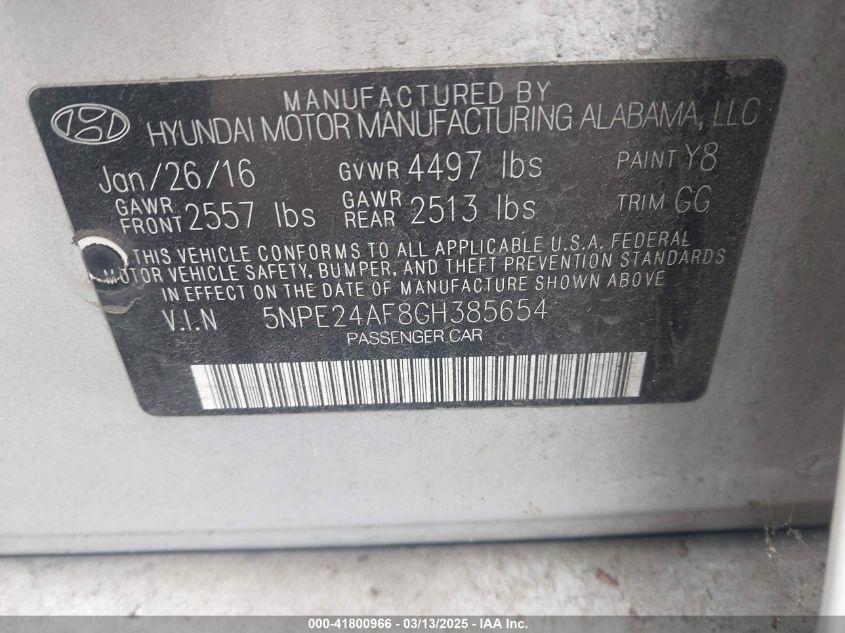 MANUFACTURED BY
HYUNDAI MOTOR MANUFACTURING ALABAMA, LLC
Jan/26/16 GVWR 4497 lbs PAINT Y8
GAWR FRONT 2557 lbs GAWR REAR 2513 lbs TRIM GG
THIS VEHICLE CONFORMS TO ALL APPLICABLE U.S.A. FEDERAL
MOTOR VEHICLE SAFETY, BUMPER, AND THEFT PREVENTION STANDARDS
IN EFFECT ON THE DATE OF MANUFACTURE SHOWN ABOVE
V.I.N 5NPE24AF8GH385654
PASSENGER CAR
000-41800966 - 03/13/2025 - IAA Inc.